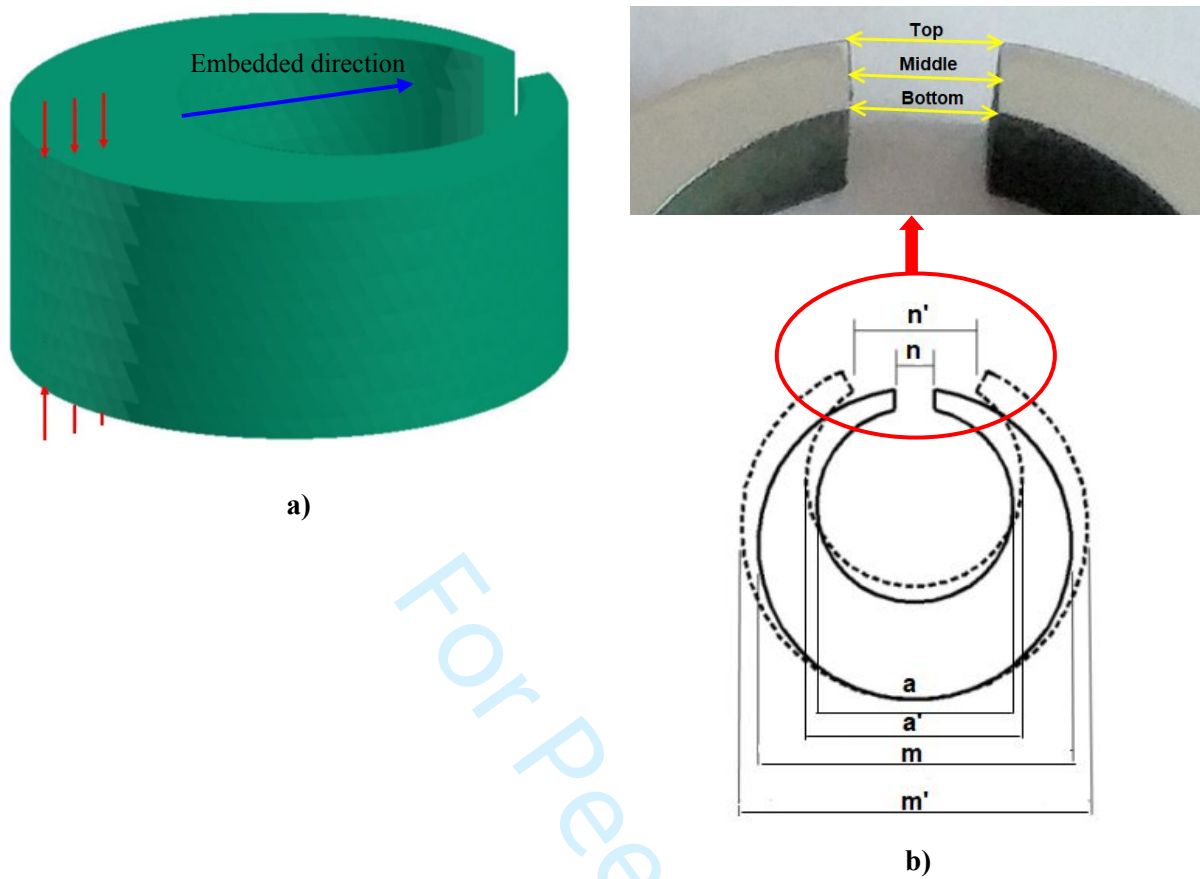 Embedded direction
a)
Top
Middle
Bottom
n'
n
a
a'
m
m'
b)
For Pee